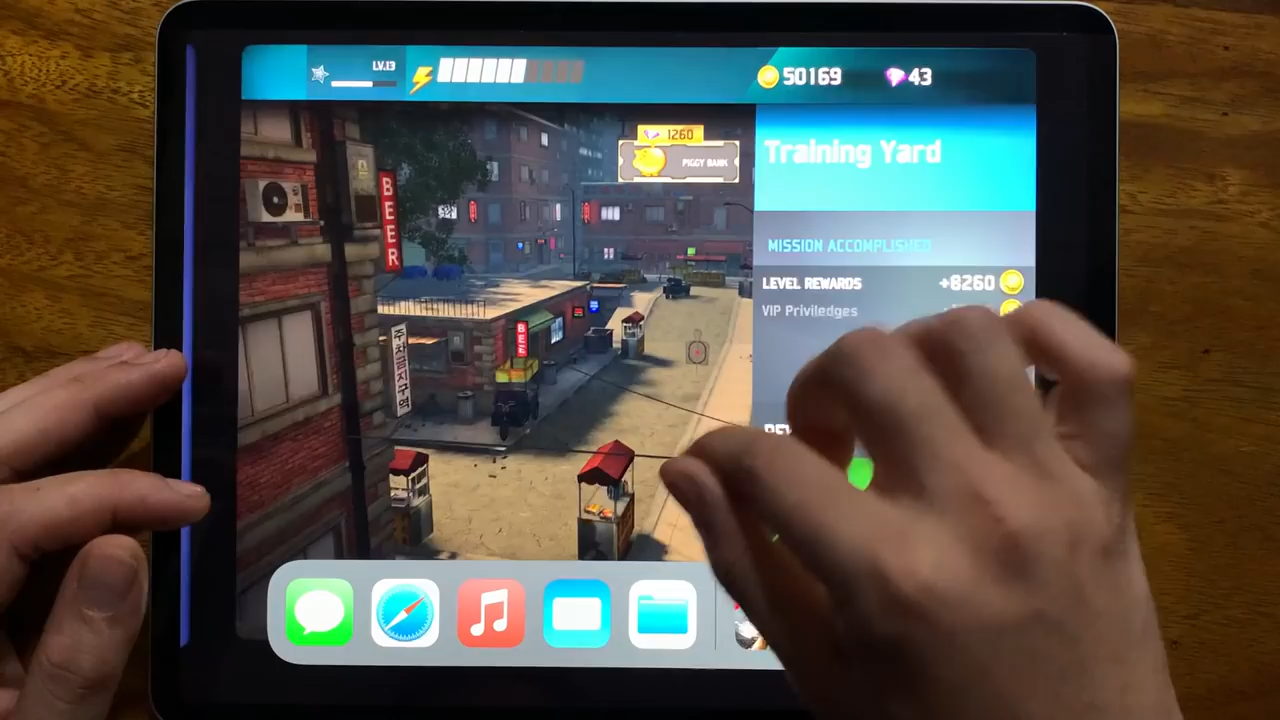 LV.13
50169
43
1260
PIGGY BANK
Training Yard
MISSION ACCOMPLISHED
LEVEL REWARDS +8260
VIP Priviledges
BEER
BEE
주차금지구역